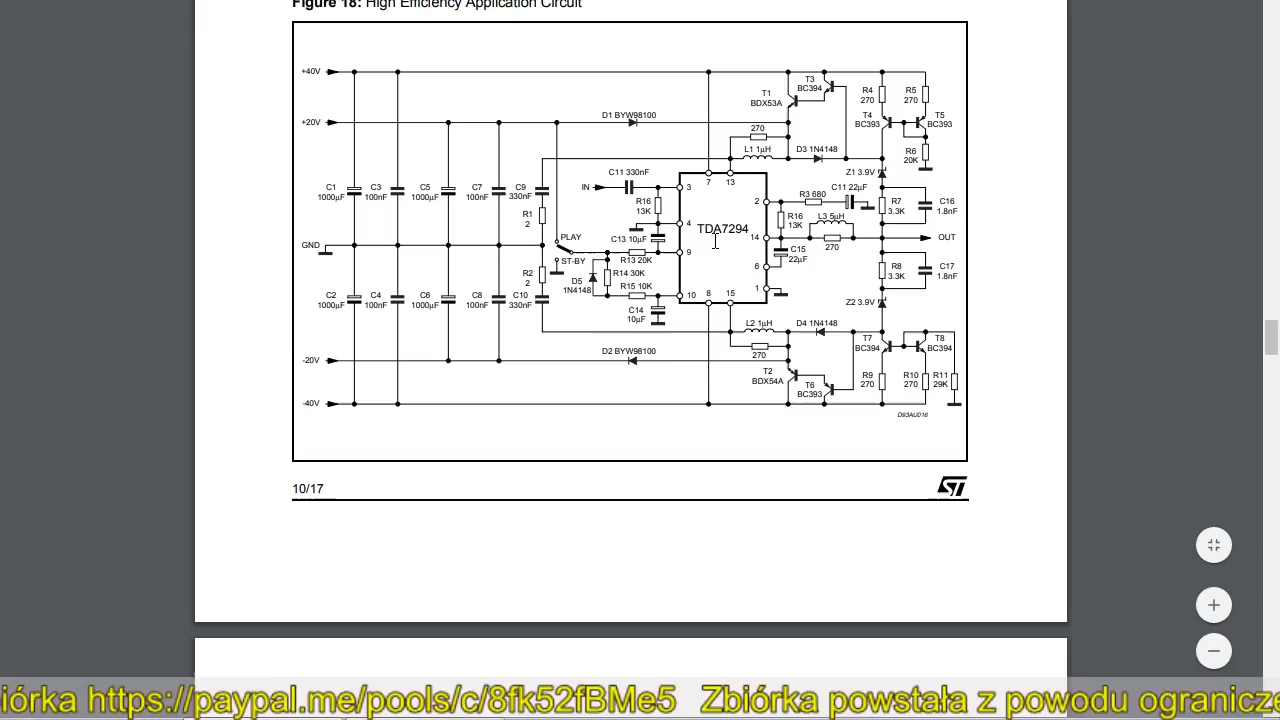 Figure 18: High Efficiency Application Circuit
+40V
T3
BC394
T1
BDX53A
R4
270
R5
270
+20V
D1 BYW98100
T4
BC393
T5
BC393
270
L1 1μH
D3 1N4148
R6
20K
Z1 3.9V
C1
1000μF
C3
100nF
C5
1000μF
C7
100nF
C9
330nF
C11 330nF
IN
7
13
3
R16
13K
2
R3 680
C11 22μF
R7
3.3K
C16
1.8nF
R1
2
4
TDA7294
R16
13K
L3 5μH
GND
PLAY
C13 10μF
14
270
OUT
ST-BY
R13 20K
9
C15
22μF
6
R2
2
D5
1N4148
R14 30K
R15 10K
10
1
R8
3.3K
C17
1.8nF
C2
1000μF
C4
100nF
C6
1000μF
C8
100nF
C10
330nF
C14
10μF
8
15
Z2 3.9V
L2 1μH
D4 1N4148
270
T7
BC394
T8
BC394
-20V
D2 BYW98100
T2
BDX54A
T6
BC393
R9
270
R10
270
R11
29K
-40V
D93AU016
10/17
ST
iórka https://paypal.me/pools/c/8fk52fBMe5 Zbiórka powstała z powodu ogranicze